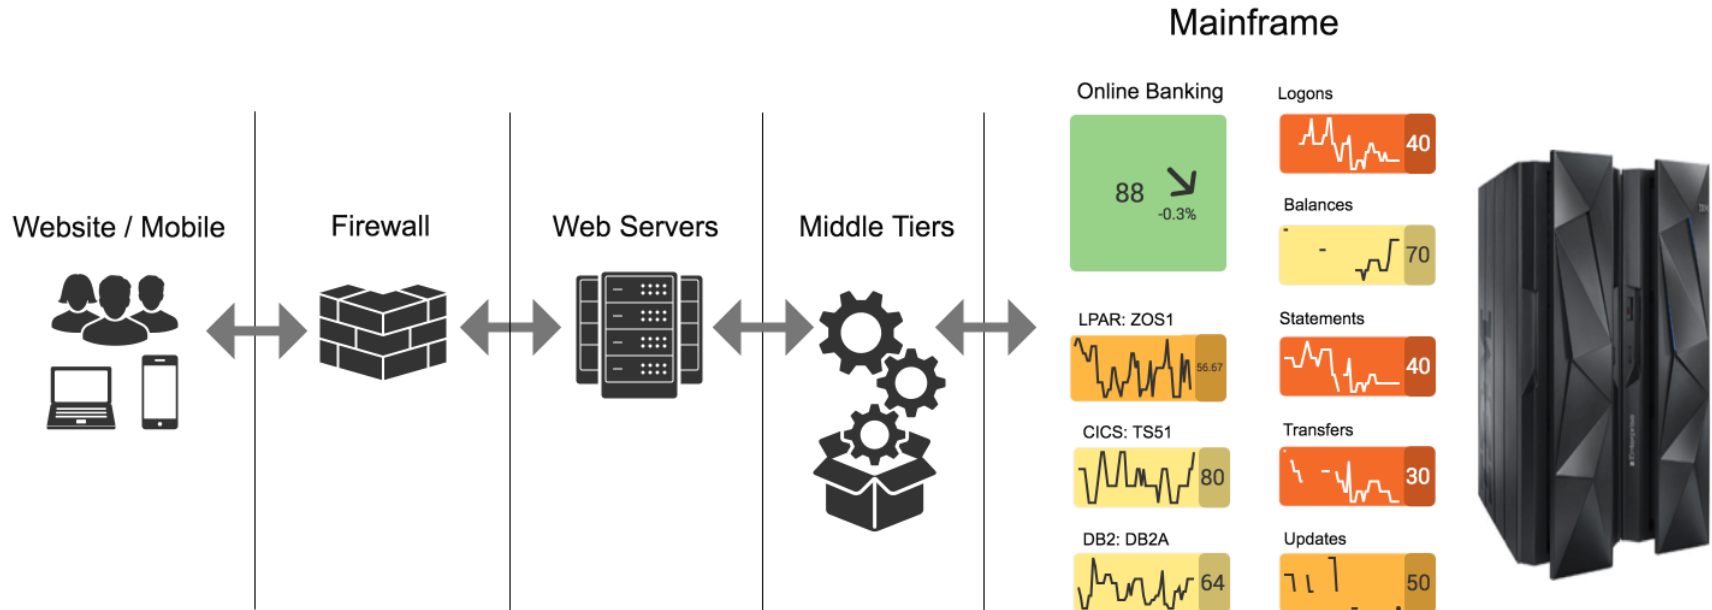 Mainframe
Website / Mobile
Firewall
Web Servers
Middle Tiers
Online Banking
88
-0.3%
LPAR: ZOS1
56.67
CICS: TS51
80
DB2: DB2A
64
Logons
40
Balances
70
Statements
40
Transfers
30
Updates
50
zEnterprise